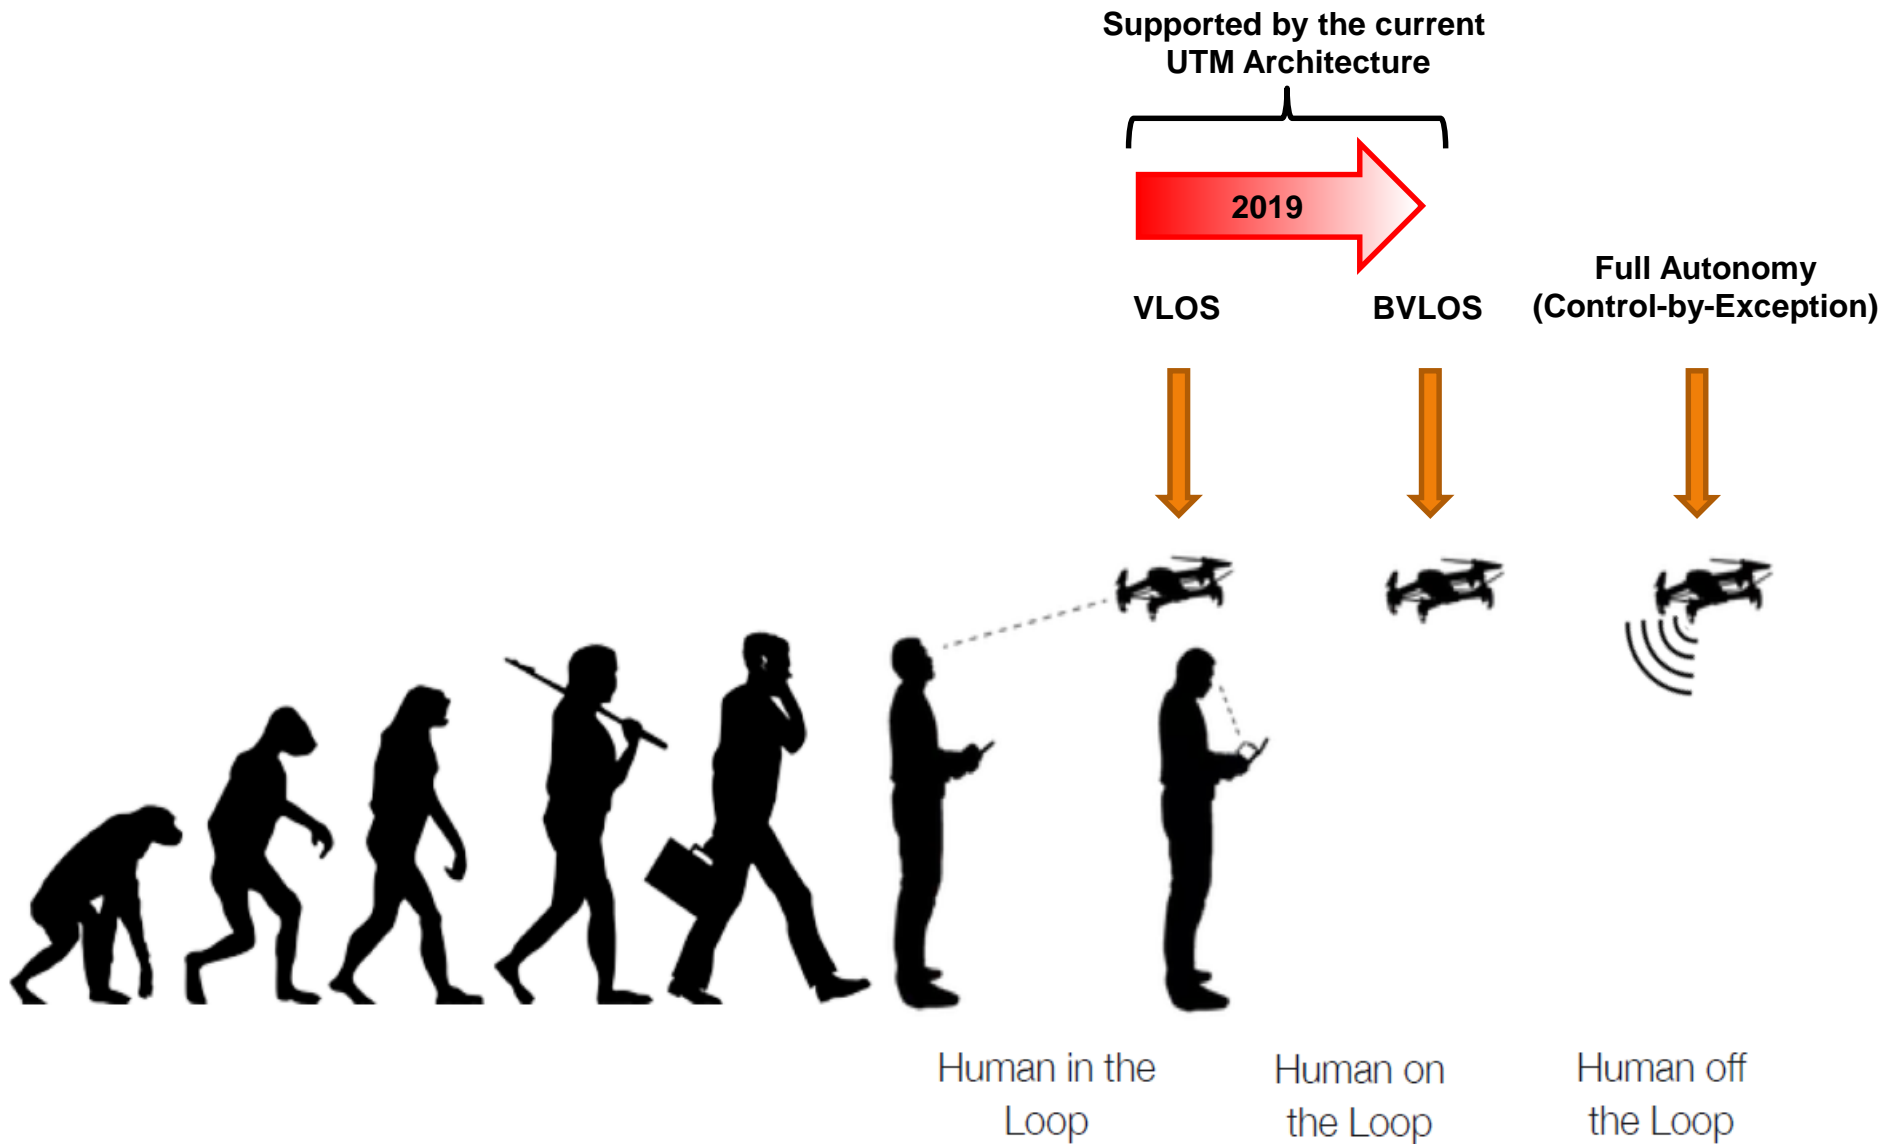 Supported by the current
UTM Architecture
2019
VLOS
BVLOS
Full Autonomy
(Control-by-Exception)
Human in the
Loop
Human on
the Loop
Human off
the Loop